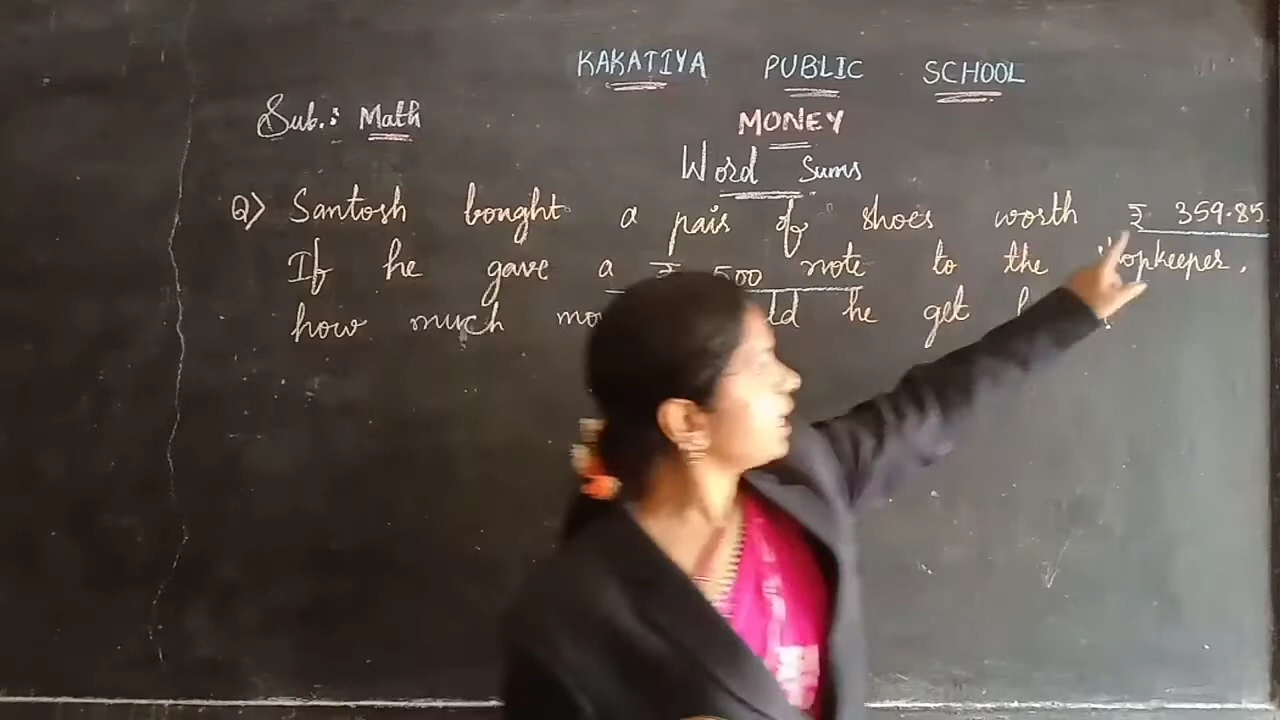 KAKATIYA PUBLIC SCHOOL
Sub.: Math
MONEY
Word Sums
Q) Santosh bought a pair of shoes worth ₹ 359.85.
If he gave a ₹ 500 note to the shopkeeper,
how much he get